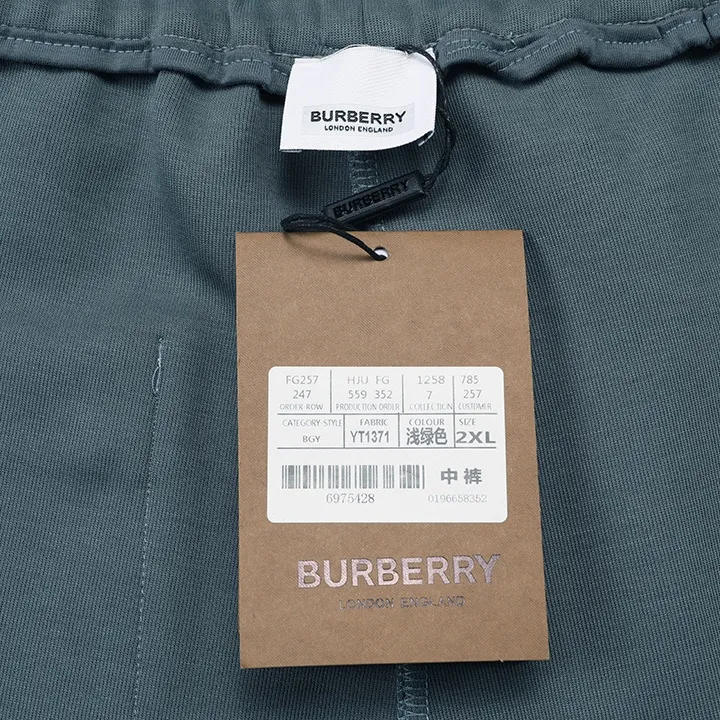 BURBERRY
LONDON ENGLAND
BURBERRY
FG257 HJU FG 1258 785
247 559 352 7 257
ORDER-ROW PRODUCTION ORDER COLLECTION CUSTOMER
CATEGORY-STYLE FABRIC COLOUR SIZE
BGY YT1371 浅绿色 2XL
中裤
6975428 0196658352
BURBERRY
LONDON ENGLAND